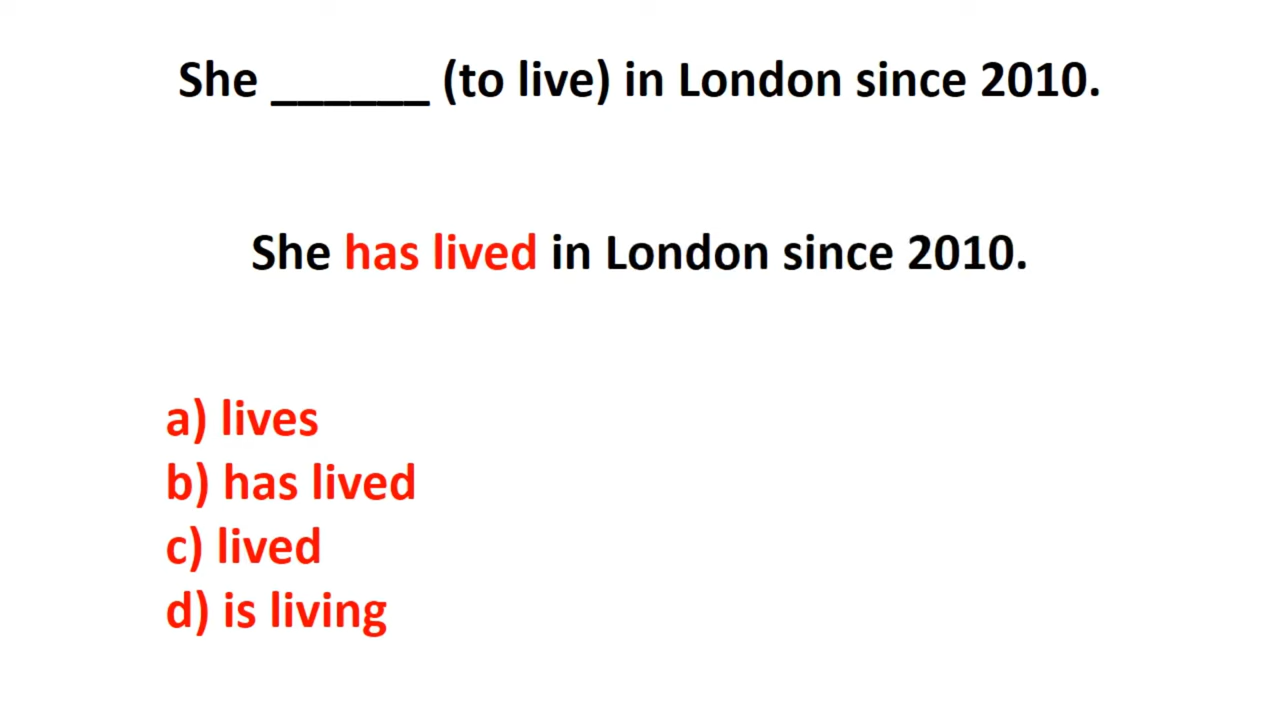 She ______ (to live) in London since 2010.
She has lived in London since 2010.
a) lives
b) has lived
c) lived
d) is living